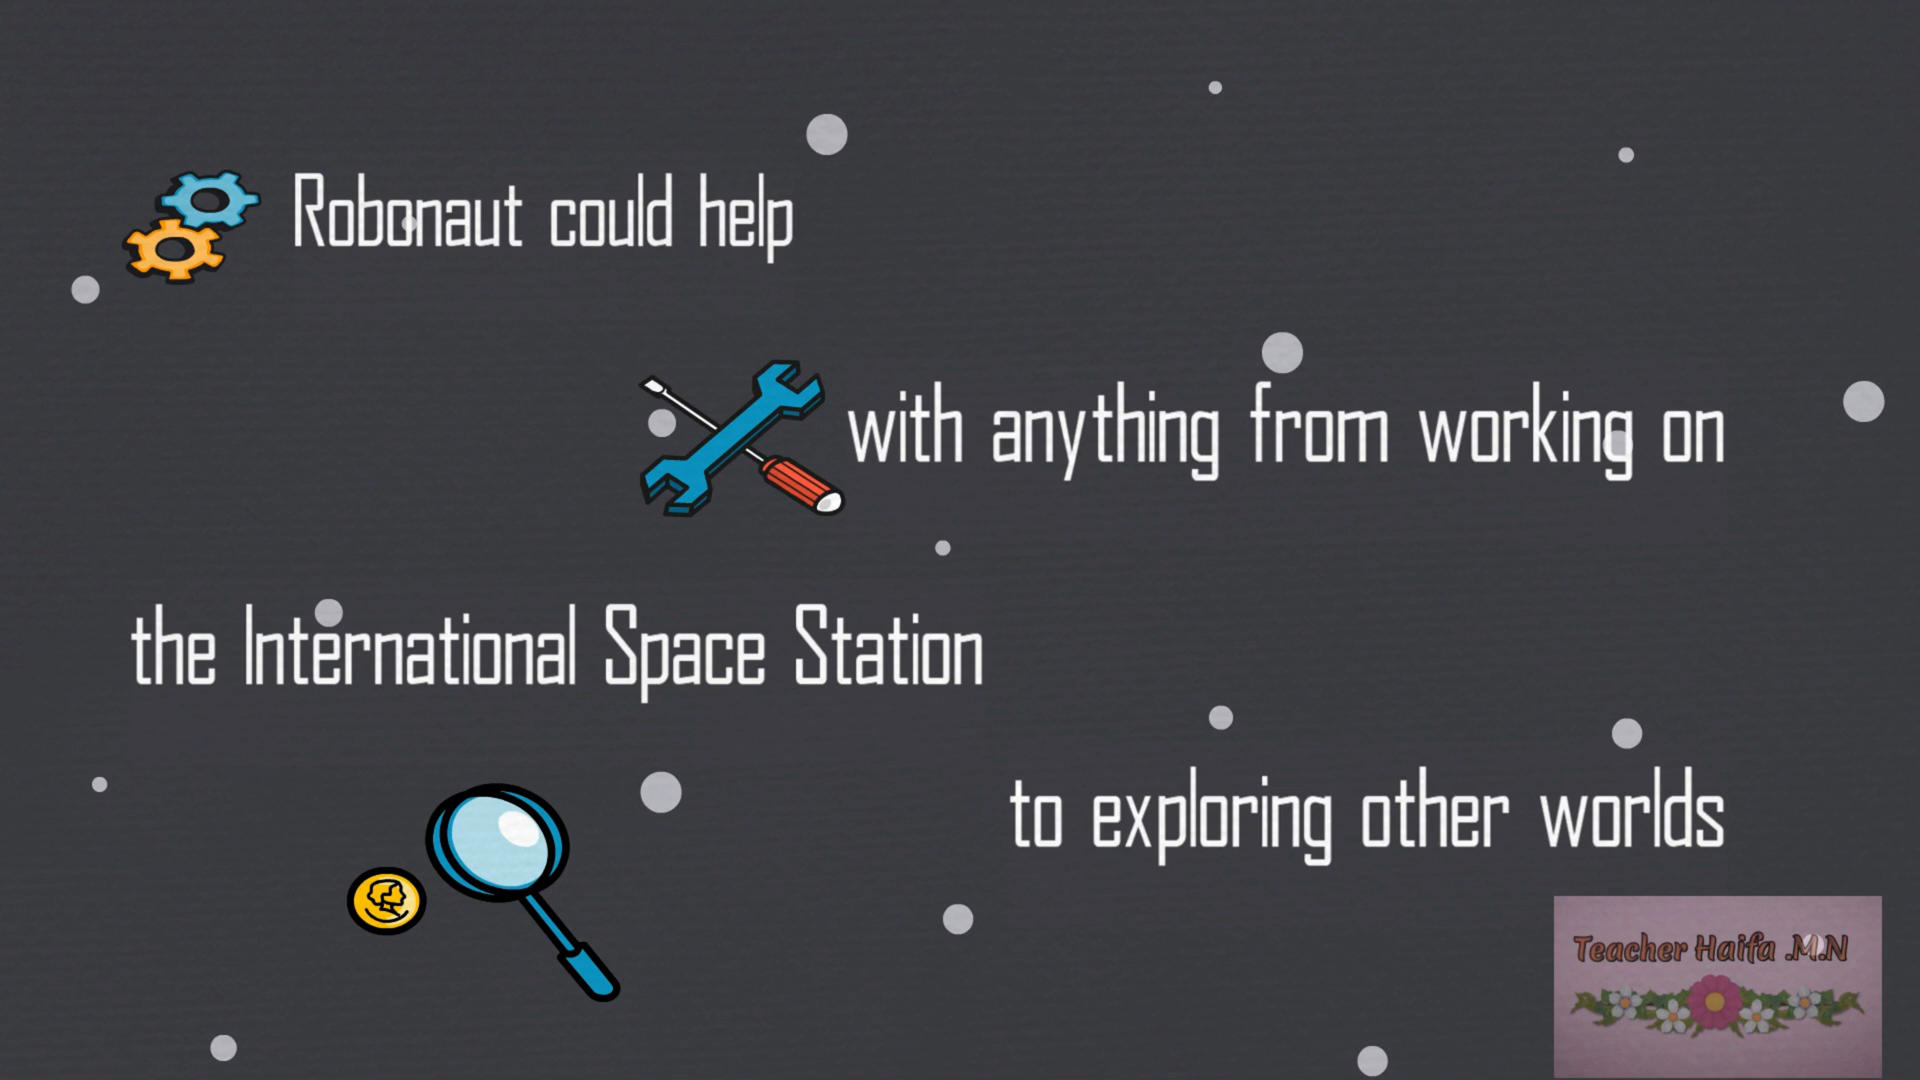 Robonaut could help
with anything from working on
the International Space Station
to exploring other worlds
Teacher Haifa .M.N